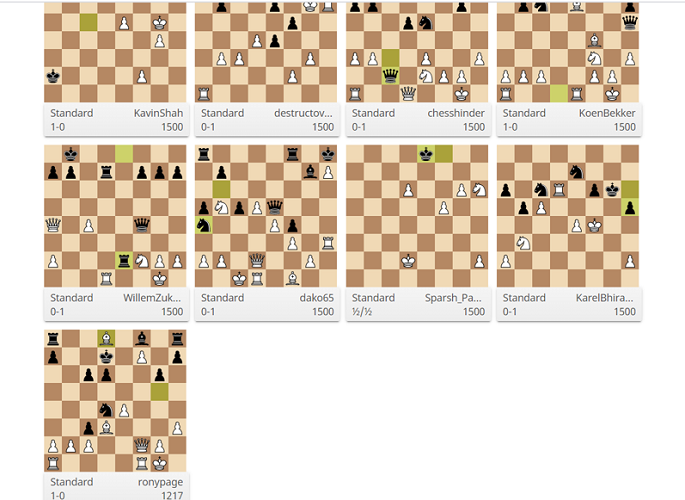 Standard KavinShah
1-0 1500
Standard destructov...
0-1 1500
Standard chesshinder
0-1 1500
Standard KoenBekker
1-0 1500
Standard WillemZuk...
0-1 1500
Standard dako65
0-1 1500
Standard Sparsh_Pa...
½/½ 1500
Standard KarelBhira...
0-1 1500
Standard ronypage
1-0 1217